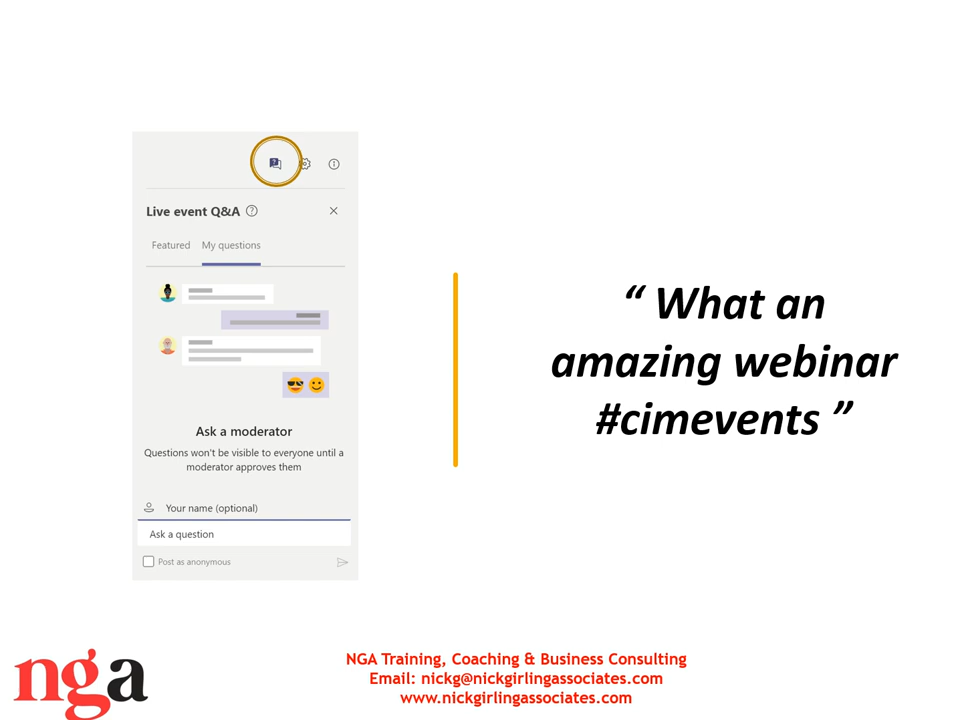 Live event Q&A
Featured My questions
Ask a moderator
Questions won't be visible to everyone until a
moderator approves them
Your name (optional)
Ask a question
Post as anonymous
“ What an
amazing webinar
#cimevents ”
nga
NGA Training, Coaching & Business Consulting
Email: nickg@nickgirlingassociates.com
www.nickgirlingassociates.com